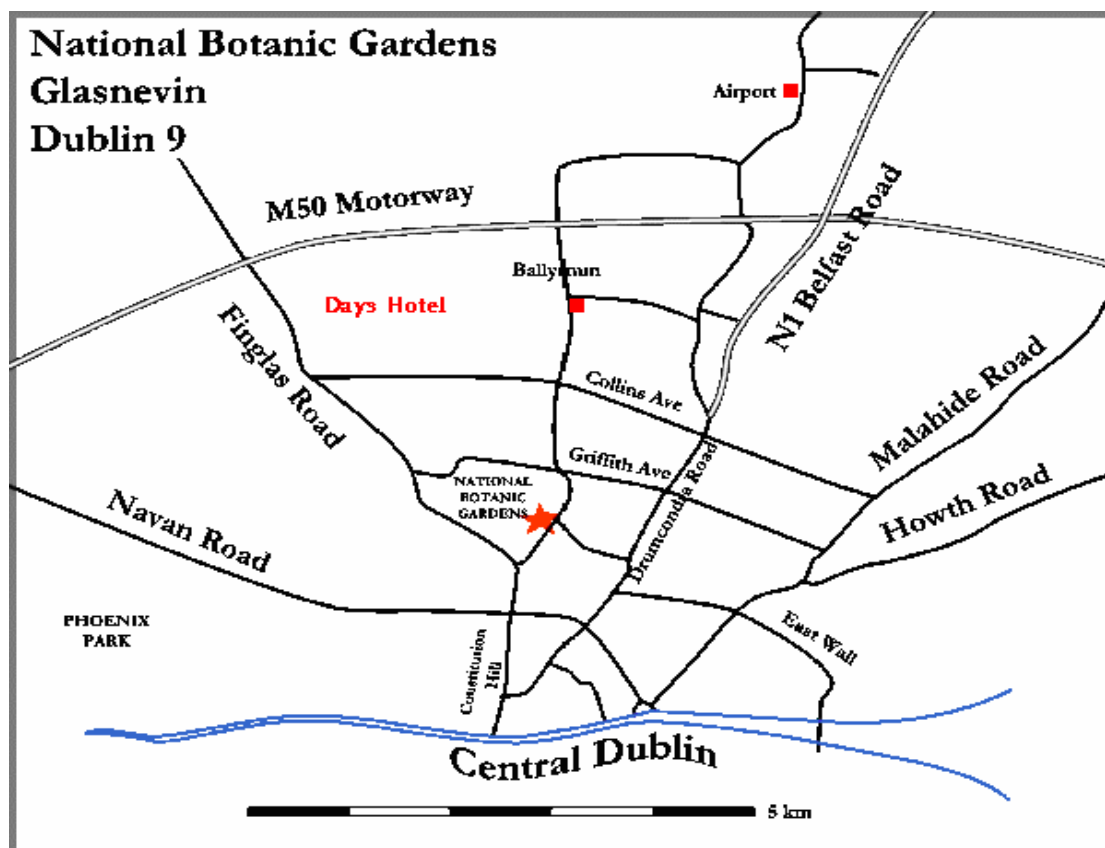 National Botanic Gardens
Glasnevin
Dublin 9
Airport
M50 Motorway
N1 Belfast Road
Ballymun
Days Hotel
Finglas Road
Collins Ave
Malahide Road
Griffith Ave
Drumcondra Road
Howth Road
NATIONAL
BOTANIC
GARDENS
Navan Road
PHOENIX
PARK
East Wall
Constitution
Hill
Central Dublin
5 km